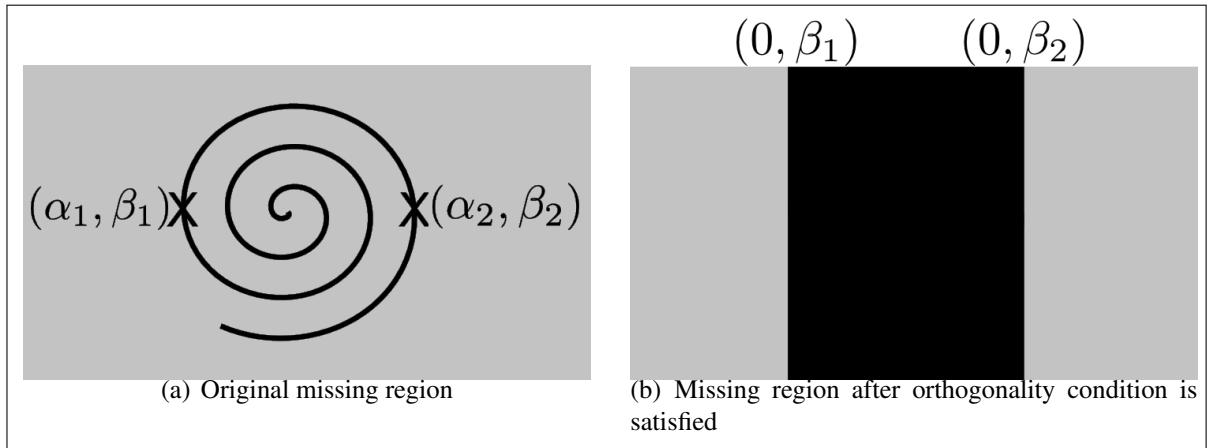 (α₁, β₁)
X
X
(α₂, β₂)
(a) Original missing region
(0, β₁)
(0, β₂)
(b) Missing region after orthogonality condition is
satisfied